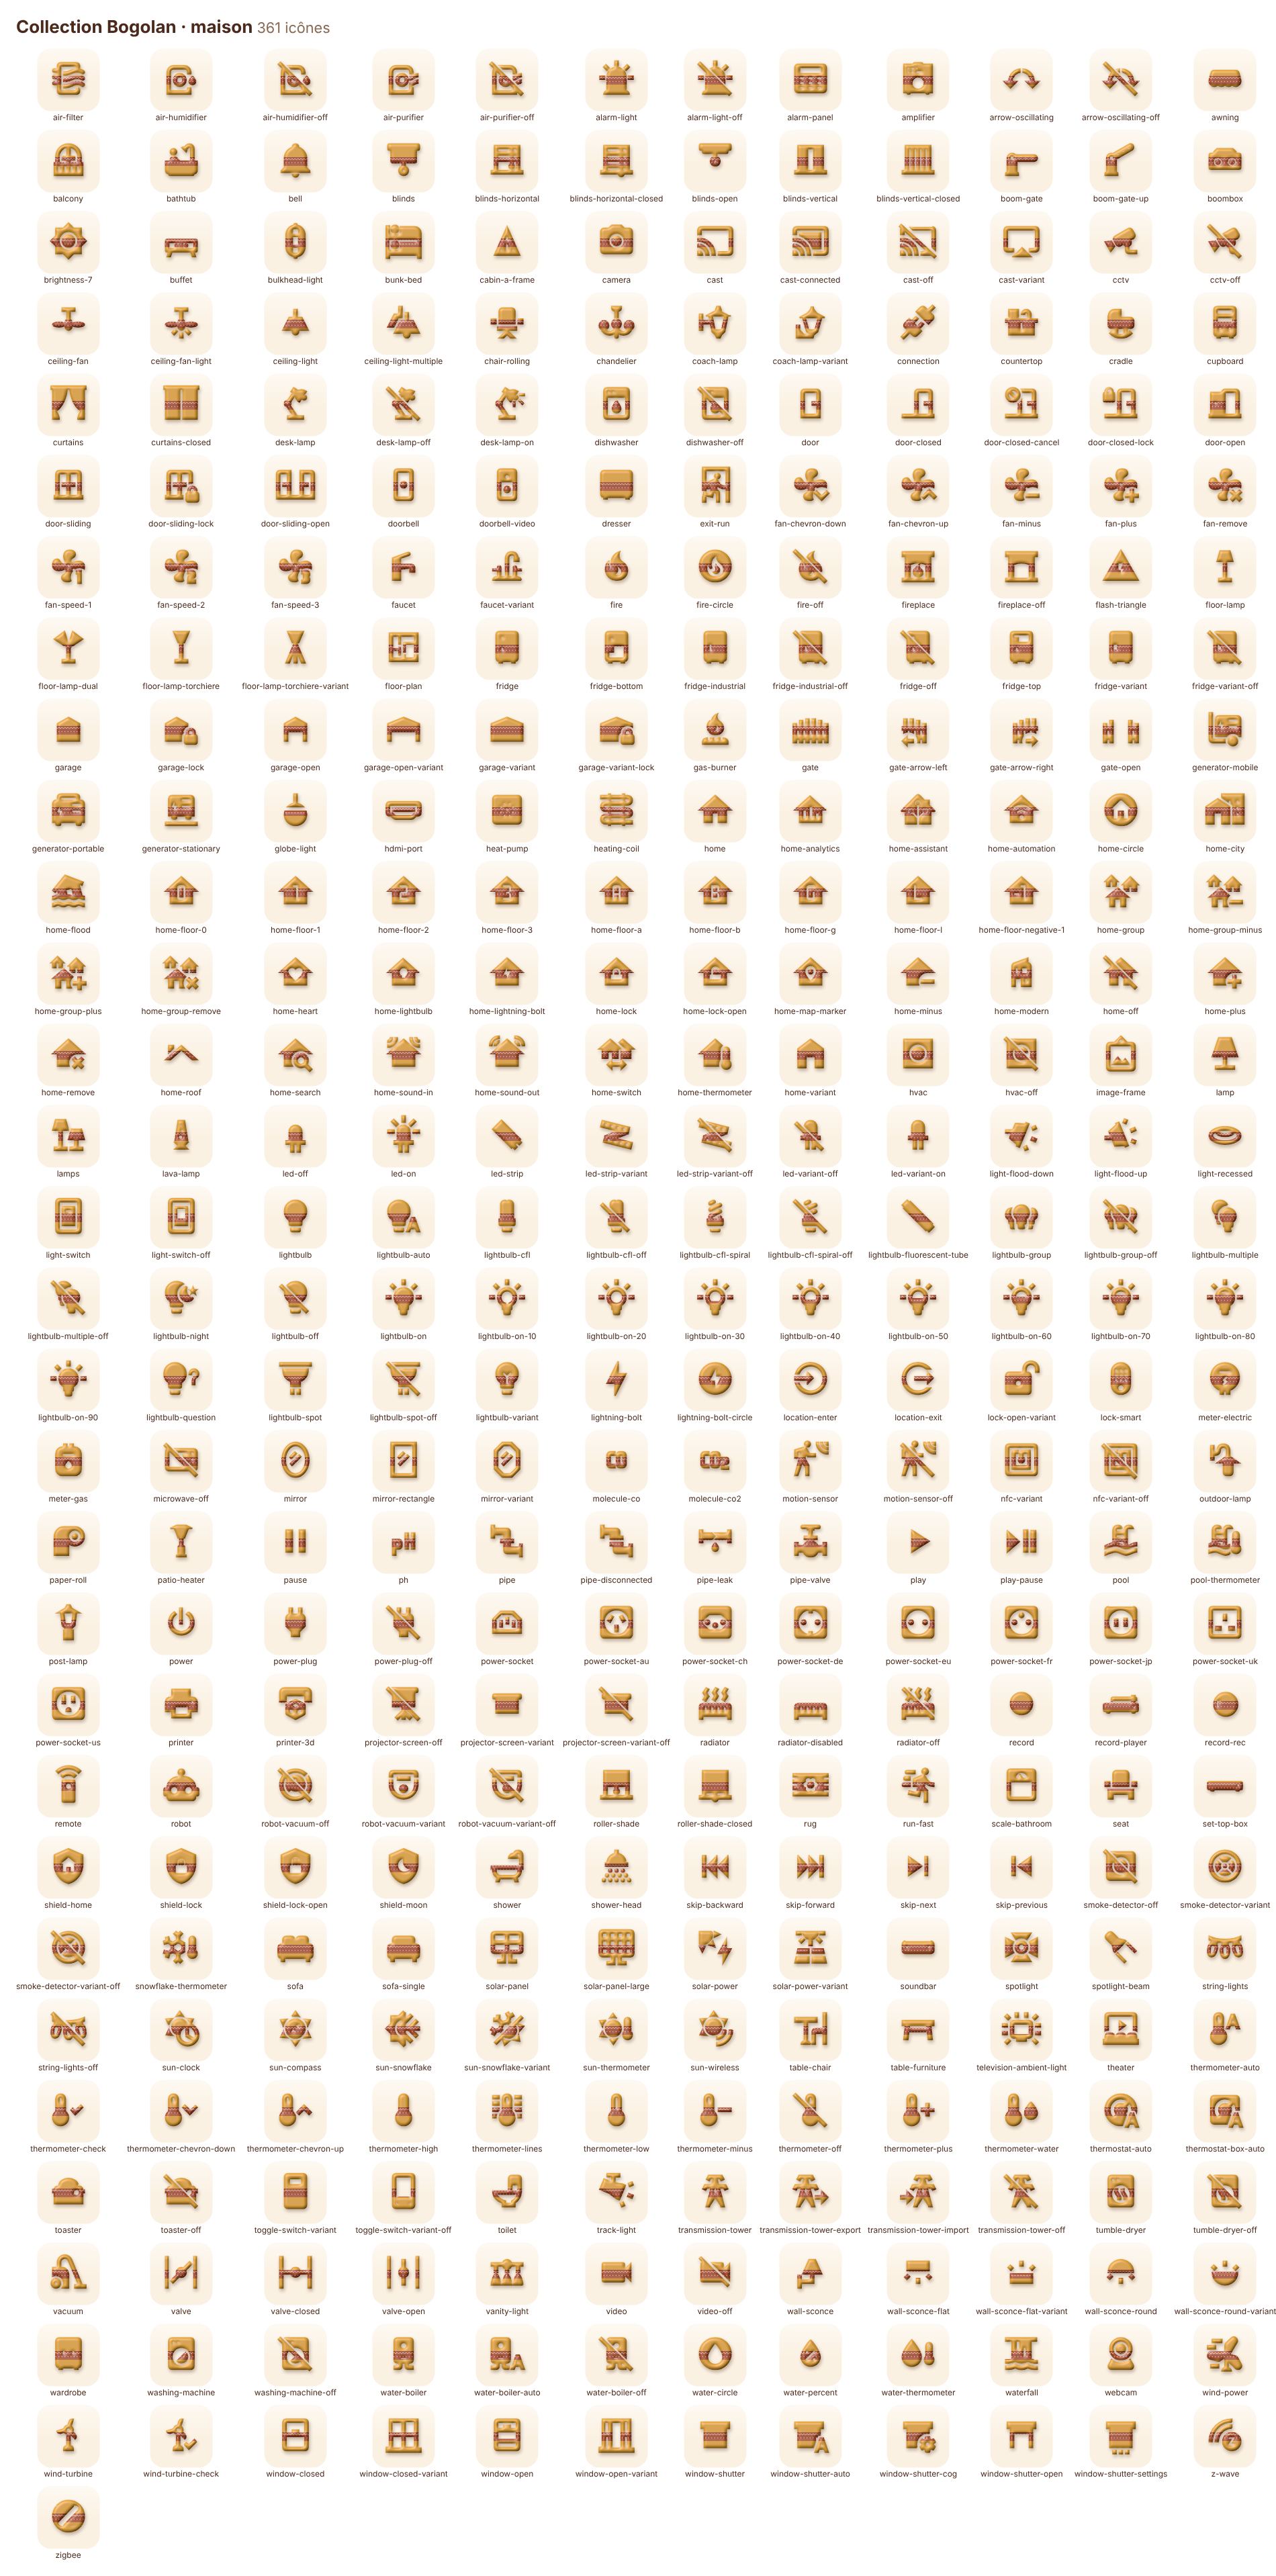 Collection Bogolan · maison 361 icônes
air-filter air-humidifier air-humidifier-off air-purifier air-purifier-off alarm-light alarm-light-off alarm-panel amplifier arrow-oscillating arrow-oscillating-off awning
balcony bathtub bell blinds blinds-horizontal blinds-horizontal-closed blinds-open blinds-vertical blinds-vertical-closed boom-gate boom-gate-up boombox
brightness-7 buffet bulkhead-light bunk-bed cabin-a-frame camera cast cast-connected cast-off cast-variant cctv cctv-off
ceiling-fan ceiling-fan-light ceiling-light ceiling-light-multiple chair-rolling chandelier coach-lamp coach-lamp-variant connection countertop cradle cupboard
curtains curtains-closed desk-lamp desk-lamp-off desk-lamp-on dishwasher dishwasher-off door door-closed door-closed-cancel door-closed-lock door-open
door-sliding door-sliding-lock door-sliding-open doorbell doorbell-video dresser exit-run fan-chevron-down fan-chevron-up fan-minus fan-plus fan-remove
fan-speed-1 fan-speed-2 fan-speed-3 faucet faucet-variant fire fire-circle fire-off fireplace fireplace-off flash-triangle floor-lamp
floor-lamp-dual floor-lamp-torchiere floor-lamp-torchiere-variant floor-plan fridge fridge-bottom fridge-industrial fridge-industrial-off fridge-off fridge-top fridge-variant fridge-variant-off
garage garage-lock garage-open garage-open-variant garage-variant garage-variant-lock gas-burner gate gate-arrow-left gate-arrow-right gate-open generator-mobile
generator-portable generator-stationary globe-light hdmi-port heat-pump heating-coil home home-analytics home-assistant home-automation home-circle home-city
home-flood home-floor-0 home-floor-1 home-floor-2 home-floor-3 home-floor-a home-floor-b home-floor-g home-floor-l home-floor-negative-1 home-group home-group-minus
home-group-plus home-group-remove home-heart home-lightbulb home-lightning-bolt home-lock home-lock-open home-map-marker home-minus home-modern home-off home-plus
home-remove home-roof home-search home-sound-in home-sound-out home-switch home-thermometer home-variant hvac hvac-off image-frame lamp
lamps lava-lamp led-off led-on led-strip led-strip-variant led-strip-variant-off led-variant-off led-variant-on light-flood-down light-flood-up light-recessed
light-switch light-switch-off lightbulb lightbulb-auto lightbulb-cfl lightbulb-cfl-off lightbulb-cfl-spiral lightbulb-cfl-spiral-off lightbulb-fluorescent-tube lightbulb-group lightbulb-group-off lightbulb-multiple
lightbulb-multiple-off lightbulb-night lightbulb-off lightbulb-on lightbulb-on-10 lightbulb-on-20 lightbulb-on-30 lightbulb-on-40 lightbulb-on-50 lightbulb-on-60 lightbulb-on-70 lightbulb-on-80
lightbulb-on-90 lightbulb-question lightbulb-spot lightbulb-spot-off lightbulb-variant lightning-bolt lightning-bolt-circle location-enter location-exit lock-open-variant lock-smart meter-electric
meter-gas microwave-off mirror mirror-rectangle mirror-variant molecule-co molecule-co2 motion-sensor motion-sensor-off nfc-variant nfc-variant-off outdoor-lamp
paper-roll patio-heater pause ph pipe pipe-disconnected pipe-leak pipe-valve play play-pause pool pool-thermometer
post-lamp power power-plug power-plug-off power-socket power-socket-au power-socket-ch power-socket-de power-socket-eu power-socket-fr power-socket-jp power-socket-uk
power-socket-us printer printer-3d projector-screen-off projector-screen-variant projector-screen-variant-off radiator radiator-disabled radiator-off record record-player record-rec
remote robot robot-vacuum-off robot-vacuum-variant robot-vacuum-variant-off roller-shade roller-shade-closed rug run-fast scale-bathroom seat set-top-box
shield-home shield-lock shield-lock-open shield-moon shower shower-head skip-backward skip-forward skip-next skip-previous smoke-detector-off smoke-detector-variant
smoke-detector-variant-off snowflake-thermometer sofa sofa-single solar-panel solar-panel-large solar-power solar-power-variant soundbar spotlight spotlight-beam string-lights
string-lights-off sun-clock sun-compass sun-snowflake sun-snowflake-variant sun-thermometer sun-wireless table-chair table-furniture television-ambient-light theater thermometer-auto
thermometer-check thermometer-chevron-down thermometer-chevron-up thermometer-high thermometer-lines thermometer-low thermometer-minus thermometer-off thermometer-plus thermometer-water thermostat-auto thermostat-box-auto
toaster toaster-off toggle-switch-variant toggle-switch-variant-off toilet track-light transmission-tower transmission-tower-export transmission-tower-import transmission-tower-off tumble-dryer tumble-dryer-off
vacuum valve valve-closed valve-open vanity-light video video-off wall-sconce wall-sconce-flat wall-sconce-flat-variant wall-sconce-round wall-sconce-round-variant
wardrobe washing-machine washing-machine-off water-boiler water-boiler-auto water-boiler-off water-circle water-percent water-thermometer waterfall webcam wind-power
wind-turbine wind-turbine-check window-closed window-closed-variant window-open window-open-variant window-shutter window-shutter-auto window-shutter-cog window-shutter-open window-shutter-settings z-wave
zigbee